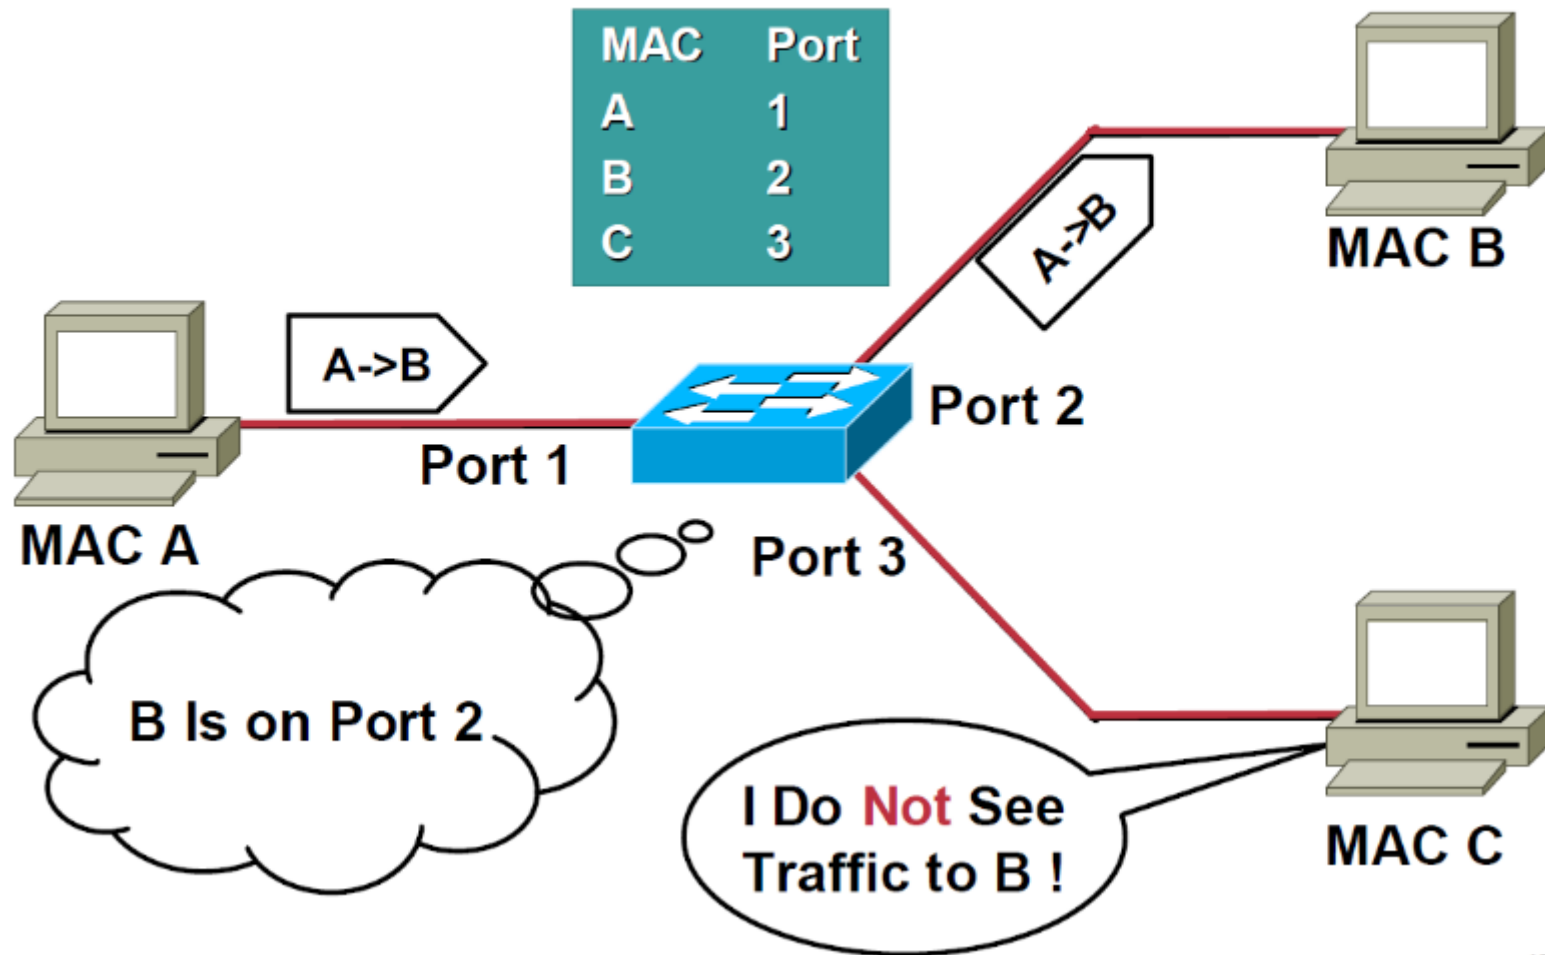 MAC Port
A 1
B 2
C 3
MAC B
A->B
A->B
Port 2
Port 1
MAC A
Port 3
B Is on Port 2
I Do Not See
Traffic to B !
MAC C